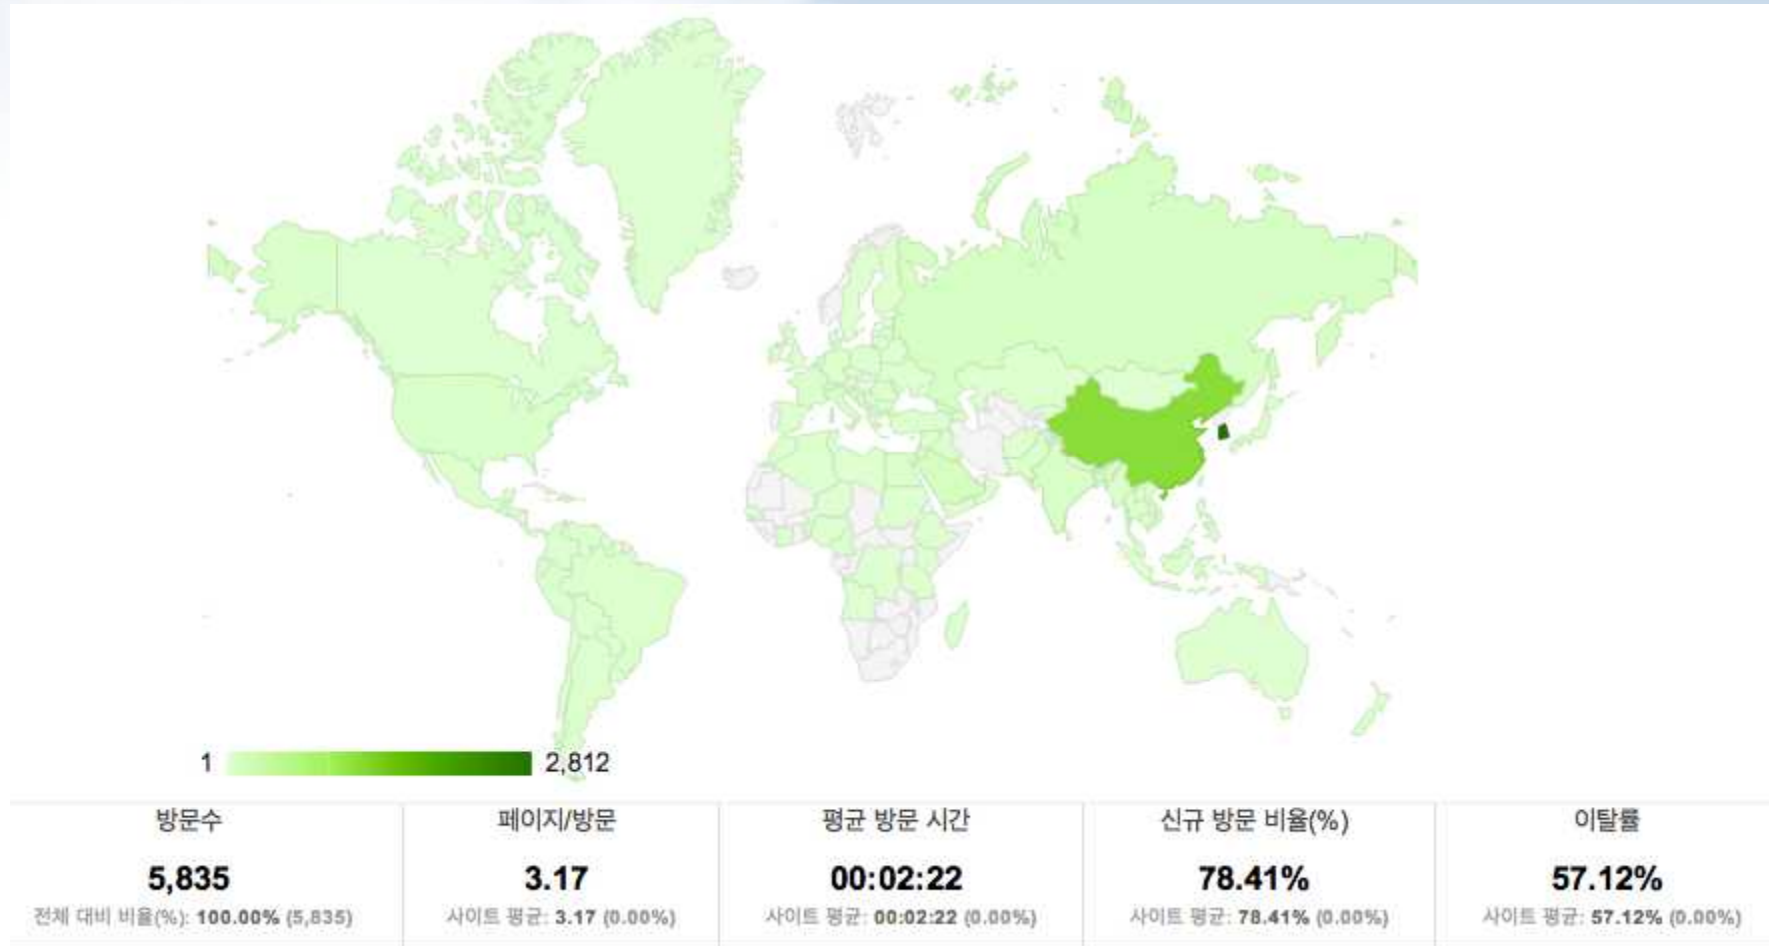 1
2,812
방문수
페이지/방문
평균 방문 시간
신규 방문 비율(%)
이탈률
5,835
3.17
00:02:22
78.41%
57.12%
전체 대비 비율(%): 100.00% (5,835)
사이트 평균: 3.17 (0.00%)
사이트 평균: 00:02:22 (0.00%)
사이트 평균: 78.41% (0.00%)
사이트 평균: 57.12% (0.00%)